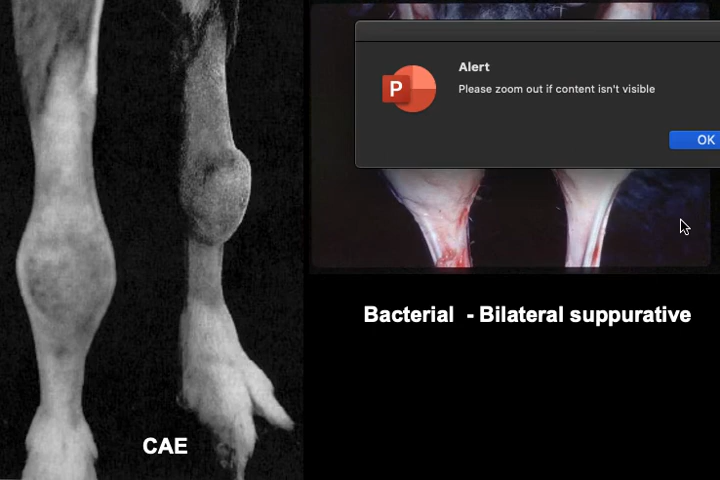 Alert
Please zoom out if content isn't visible
P
OK
Bacterial - Bilateral suppurative
CAE